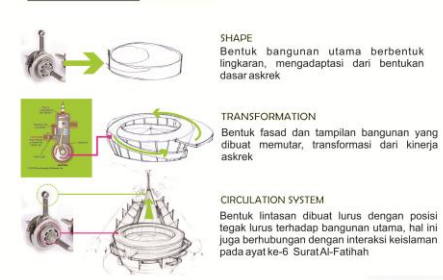 SHAPE
Bentuk bangunan utama berbentuk
lingkaran, mengadaptasi dari bentukan
dasar askrek
TRANSFORMATION
Bentuk fasad dan tampilan bangunan yang
dibuat memutar, transformasi dari kinerja
askrek
CIRCULATION SYSTEM
Bentuk lintasan dibuat lurus dengan posisi
tegak lurus terhadap bangunan utama, hal ini
juga berhubungan dengan interaksi keislaman
pada ayat ke-6 Surat Al-Fatihah